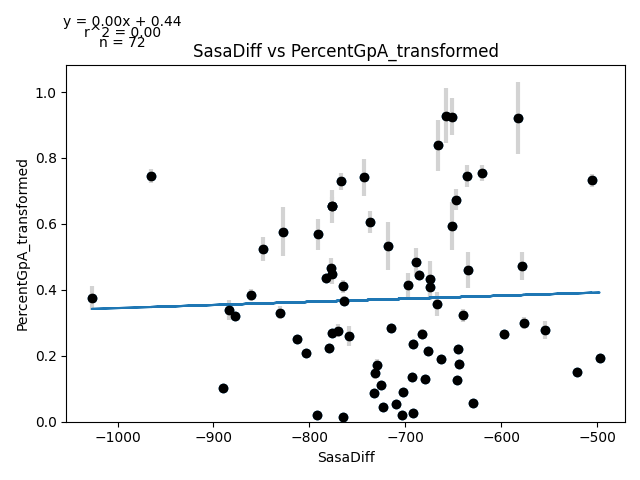 y = 0.00x + 0.44
r^2 = 0.00
n = 72
SasaDiff vs PercentGpA_transformed
PercentGpA_transformed
1.0
0.8
0.6
0.4
0.2
0.0
−1000
−900
−800
−700
−600
−500
SasaDiff